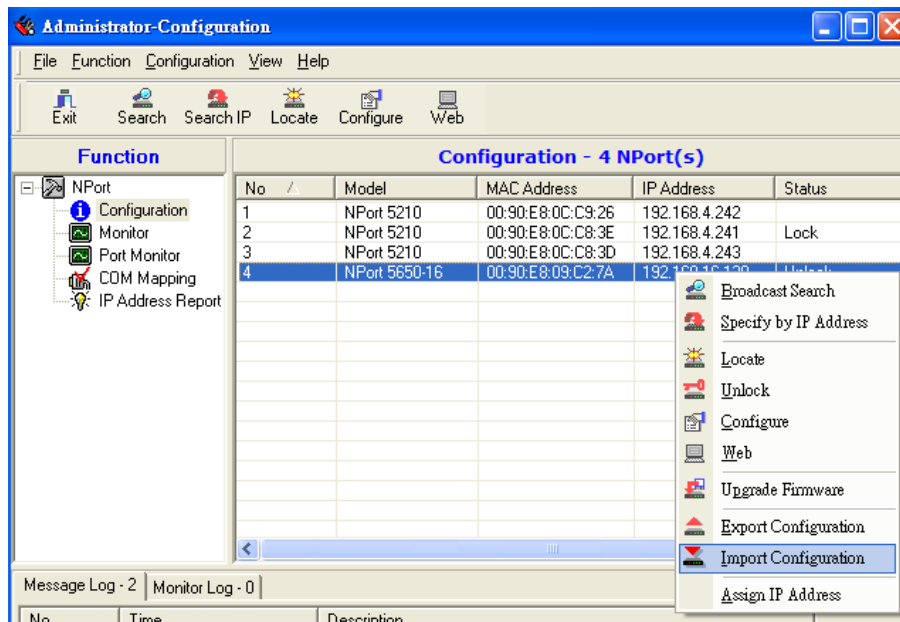 Administrator-Configuration
File Function Configuration View Help
Exit Search Search IP Locate Configure Web
Function
Configuration - 4 NPort(s)
NPort
Configuration
Monitor
Port Monitor
COM Mapping
IP Address Report
No Model MAC Address IP Address Status
1 NPort 5210 00:90:E8:0C:C9:26 192.168.4.242
2 NPort 5210 00:90:E8:0C:C8:3E 192.168.4.241 Lock
3 NPort 5210 00:90:E8:0C:C8:3D 192.168.4.243
4 NPort 5650-16 00:90:E8:09:C2:7A
Broadcast Search
Specify by IP Address
Locate
Unlock
Configure
Web
Upgrade Firmware
Export Configuration
Import Configuration
Assign IP Address
Message Log - 2 Monitor Log - 0
No Time Description